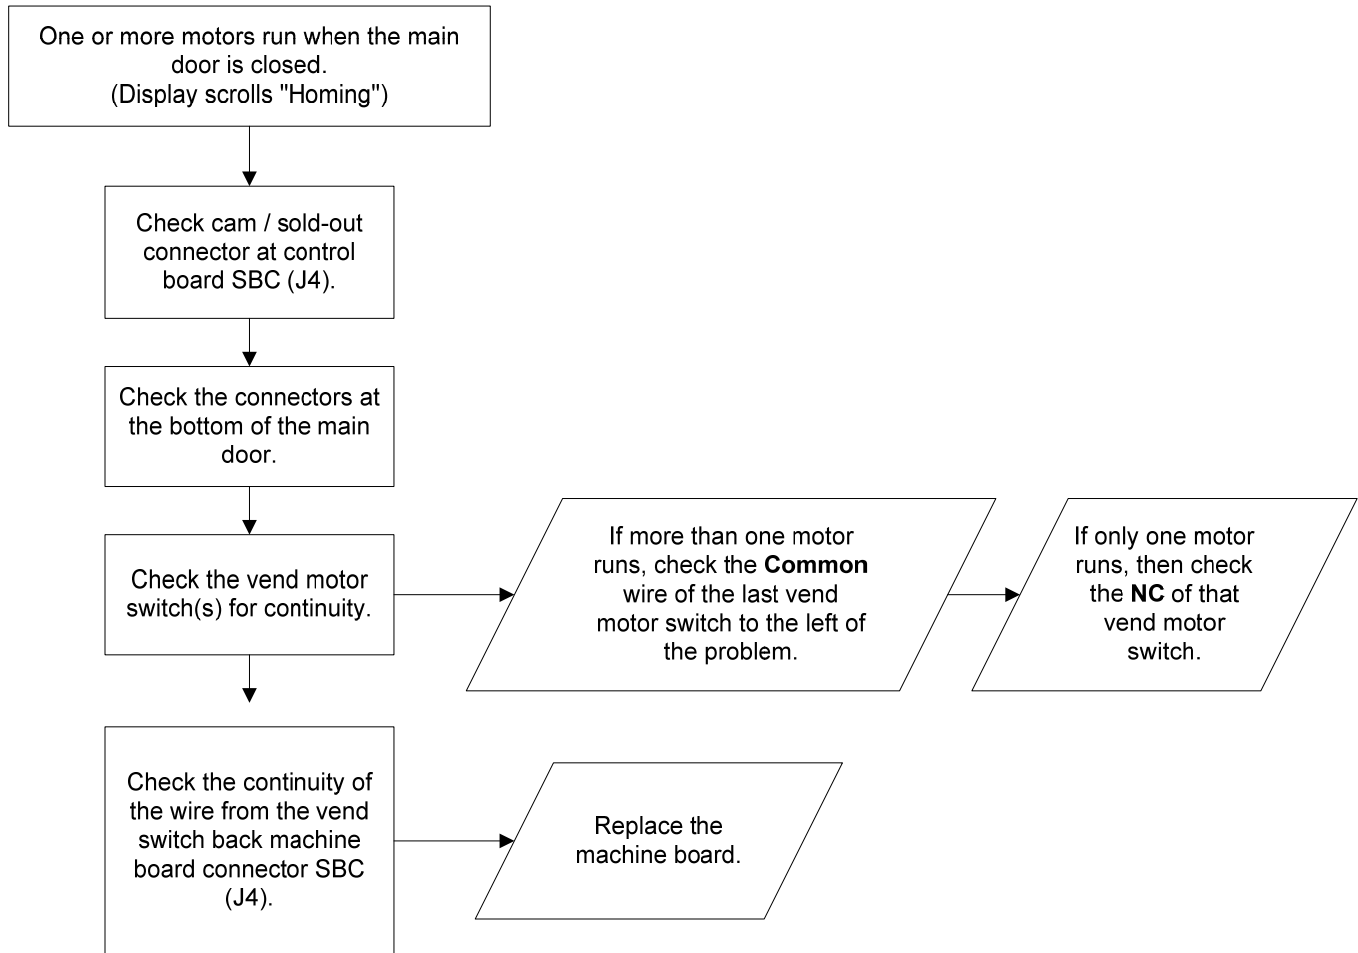 One or more motors run when the main
door is closed.
(Display scrolls "Homing")
Check cam / sold-out
connector at control
board SBC (J4).
Check the connectors at
the bottom of the main
door.
Check the vend motor
switch(s) for continuity.
If more than one motor
runs, check the Common
wire of the last vend
motor switch to the left of
the problem.
If only one motor
runs, then check
the NC of that
vend motor
switch.
Check the continuity of
the wire from the vend
switch back machine
board connector SBC
(J4).
Replace the
machine board.